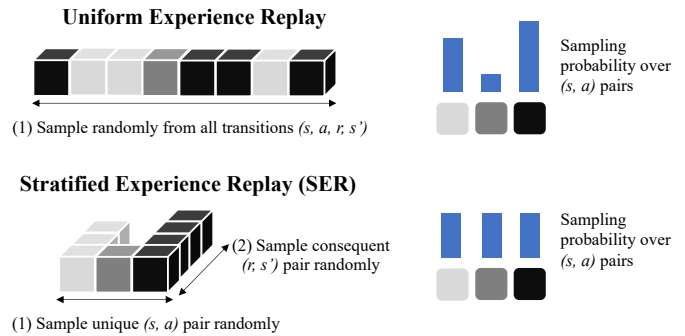 Uniform Experience Replay
(1) Sample randomly from all transitions (s, a, r, s’)
Sampling
probability over
(s, a) pairs
Stratified Experience Replay (SER)
(2) Sample consequent
(r, s’) pair randomly
(1) Sample unique (s, a) pair randomly
Sampling
probability over
(s, a) pairs